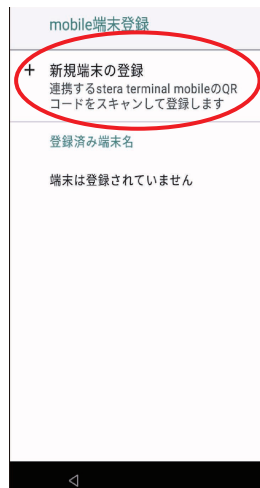 mobile端末登録
+ 新規端末の登録
連携するstera terminal mobileのQR
コードをスキャンして登録します
登録済み端末名
端末は登録されていません